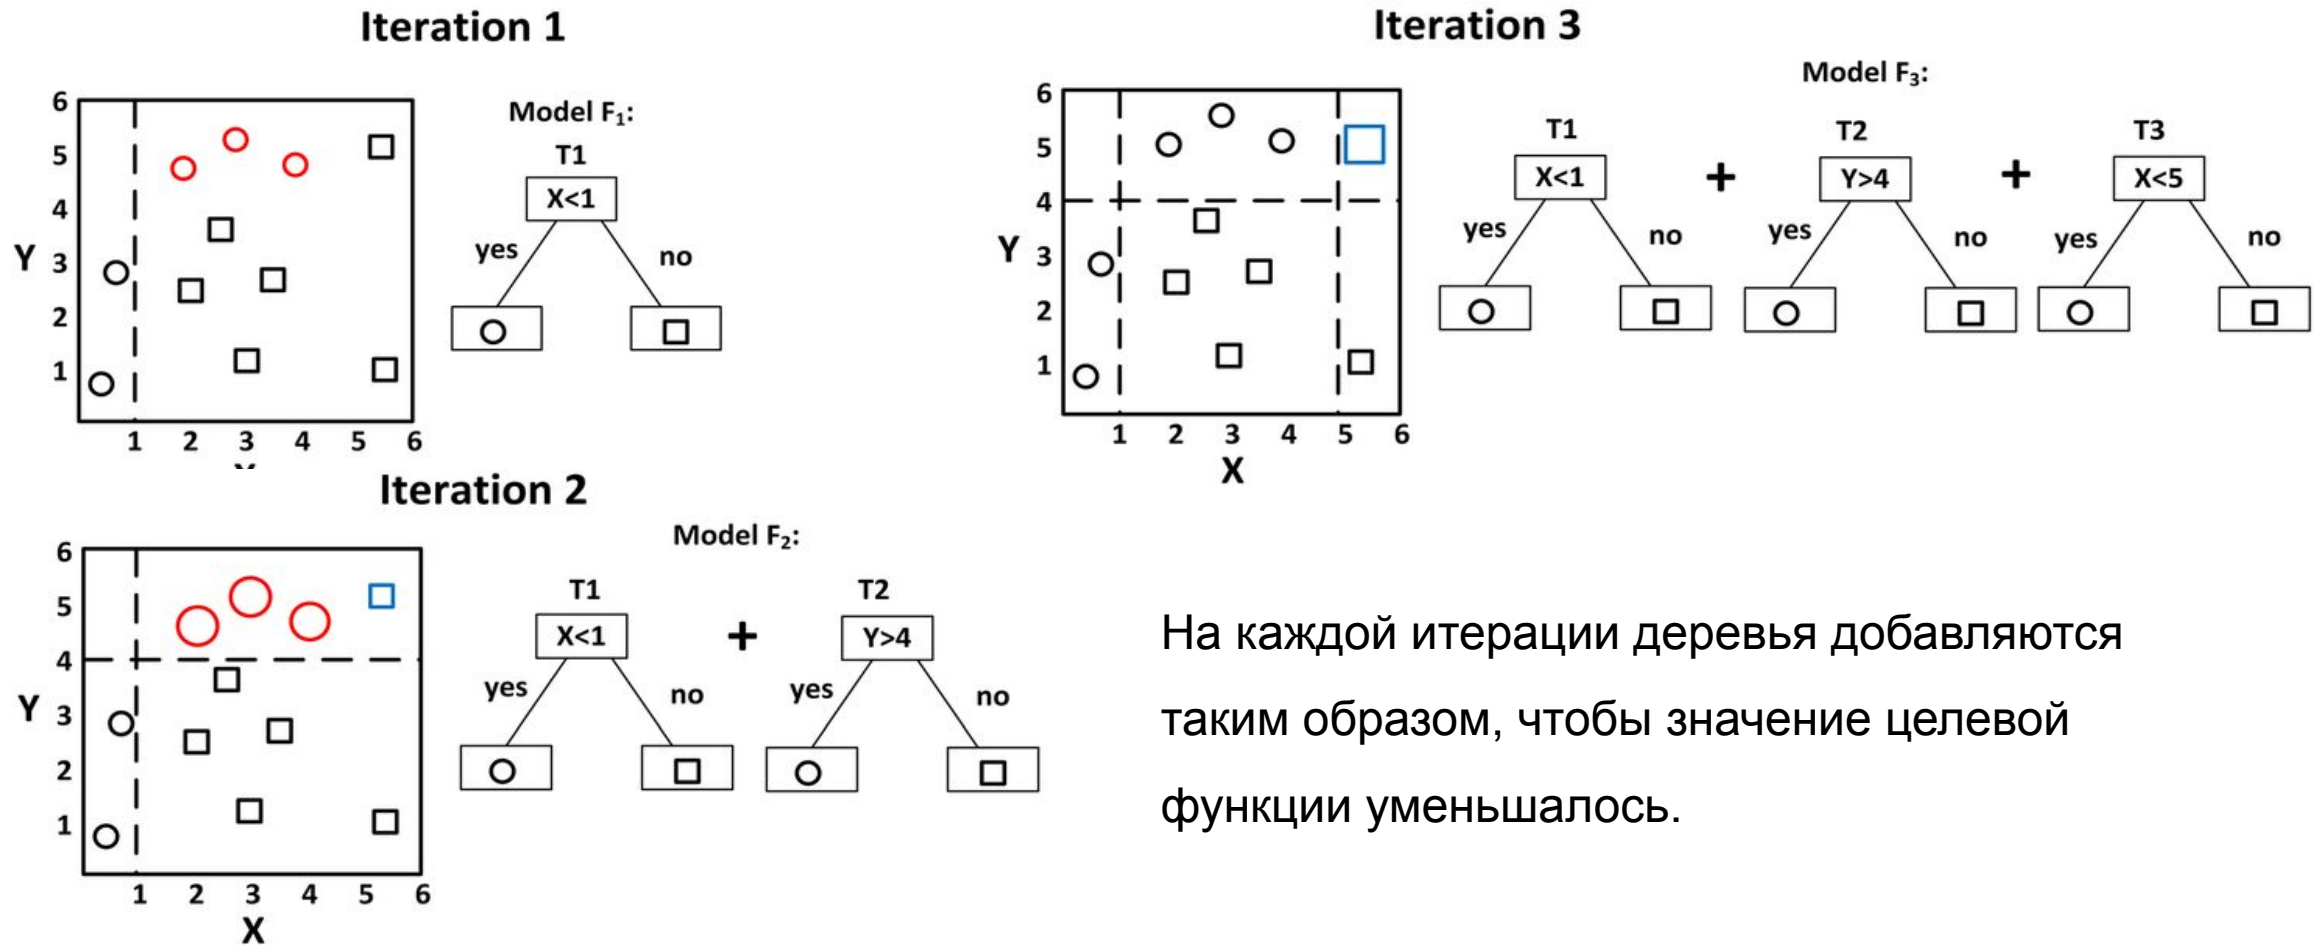 Iteration 1
Model F₁:
T1
X<1
yes
no
6
5
4
Y 3
2
1
1 2 3 4 5 6
Iteration 2
Model F₂:
T1
X<1
yes
no
+
T2
Y>4
yes
no
6
5
4
Y 3
2
1
1 2 3 4 5 6
X
Iteration 3
Model F₃:
T1
X<1
yes
no
+
T2
Y>4
yes
no
+
T3
X<5
yes
no
6
5
4
Y 3
2
1
1 2 3 4 5 6
X
На каждой итерации деревья добавляются
таким образом, чтобы значение целевой
функции уменьшалось.